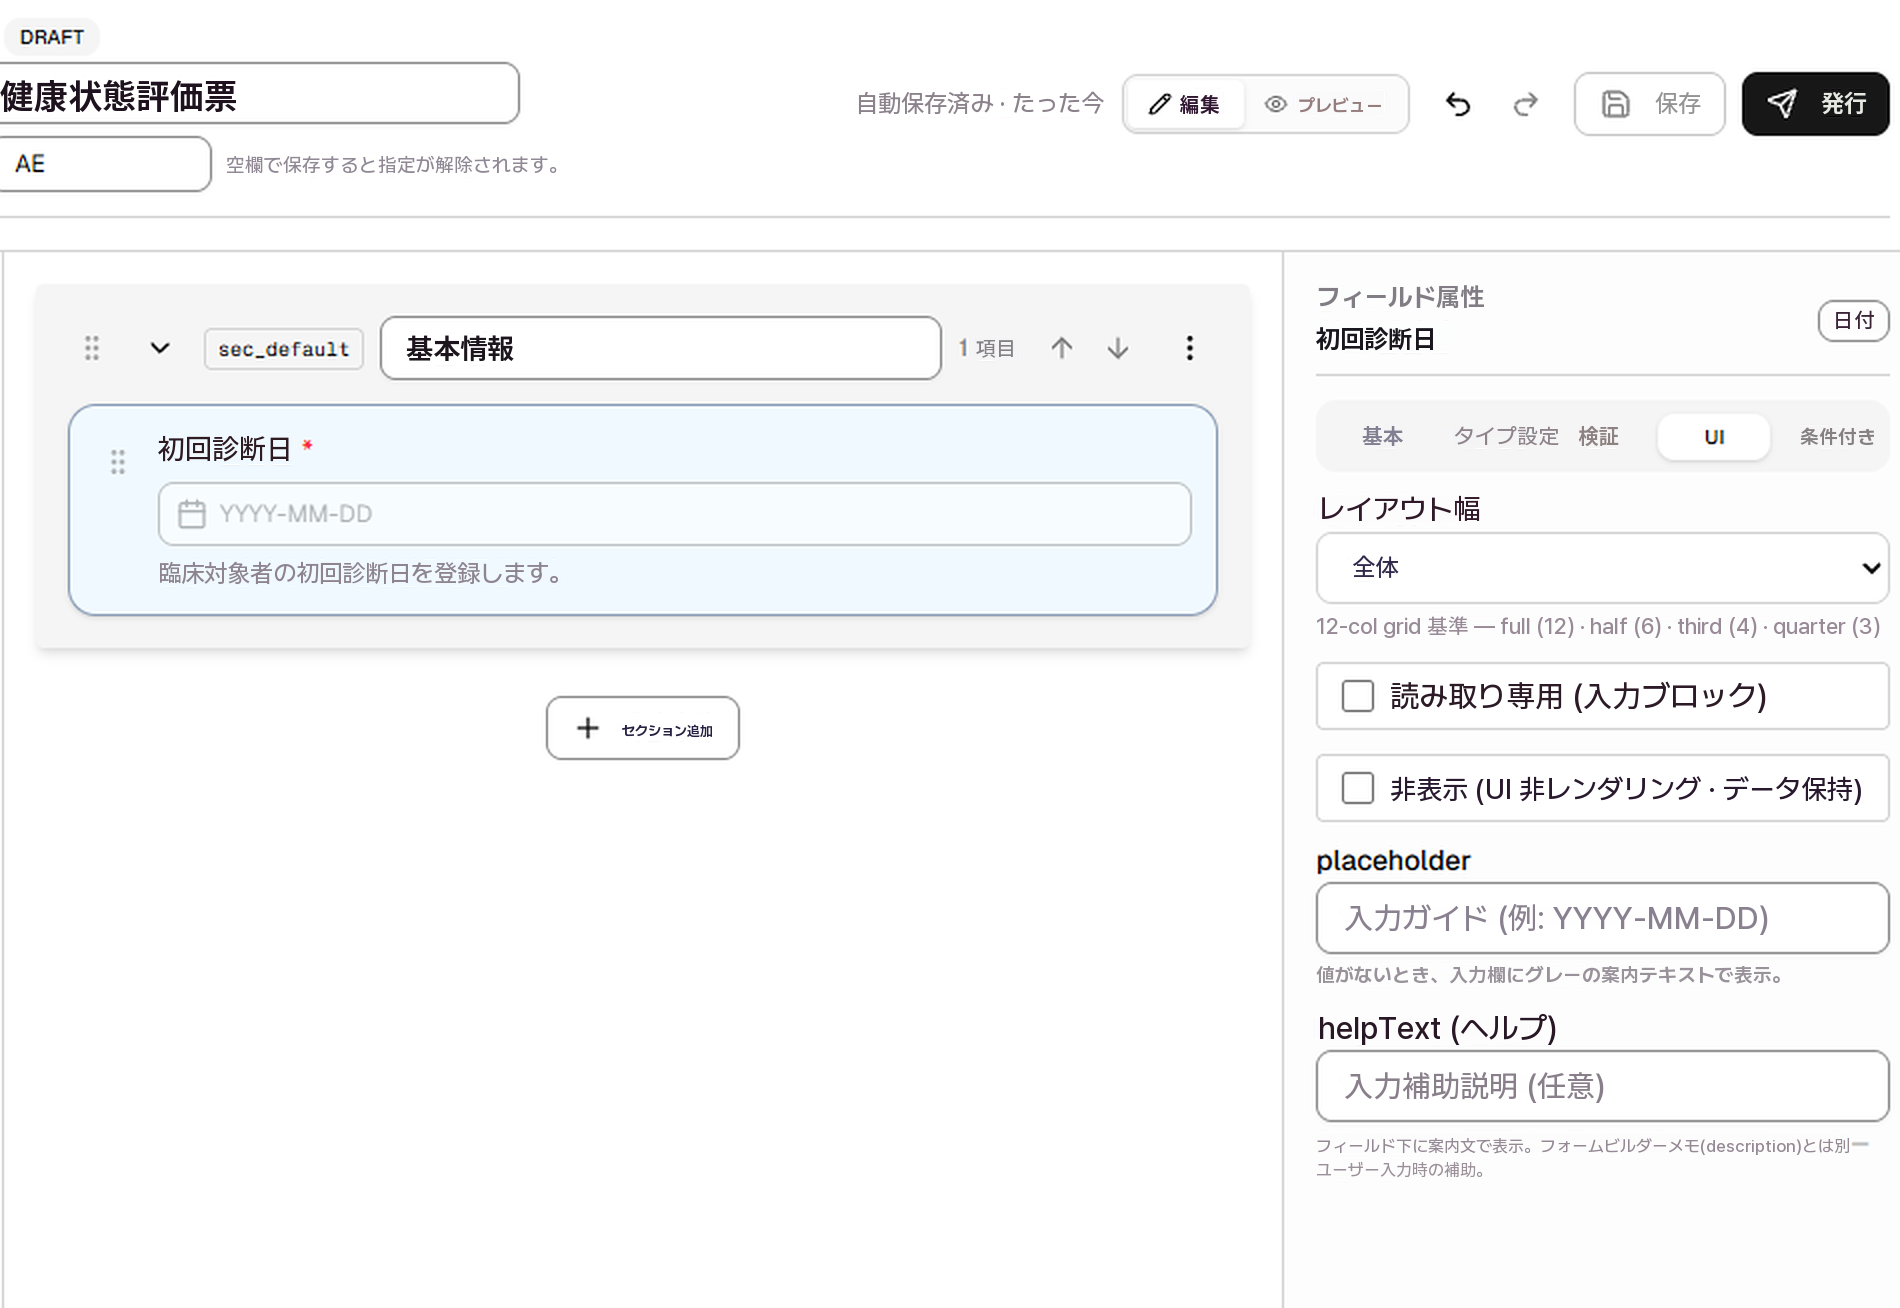 DRAFT
健康状態評価票
自動保存済み · たった今
編集
プレビュー
保存
発行
AE
空欄で保存すると指定が解除されます。
sec_default
基本情報
1 項目
初回診断日 *
YYYY-MM-DD
臨床対象者の初回診断日を登録します。
セクション追加
フィールド属性
初回診断日
日付
基本
タイプ設定
検証
UI
条件付き
レイアウト幅
全体
12-col grid 基準 — full (12) · half (6) · third (4) · quarter (3)
読み取り専用 (入力ブロック)
非表示 (UI 非レンダリング · データ保持)
placeholder
入力ガイド (例: YYYY-MM-DD)
値がないとき、入力欄にグレーの案内テキストで表示。
helpText (ヘルプ)
入力補助説明 (任意)
フィールド下に案内文で表示。フォームビルダーメモ(description)とは別 —
ユーザー入力時の補助。